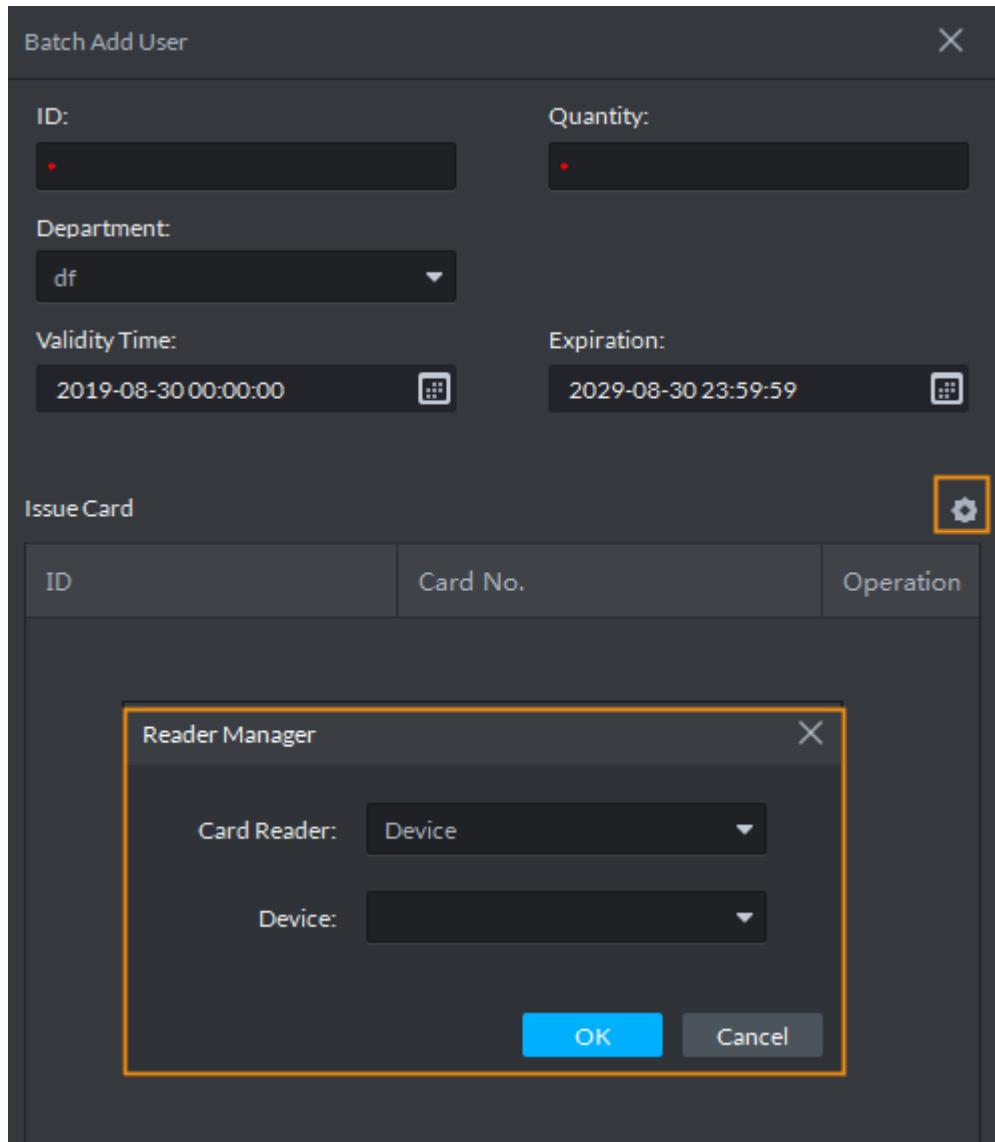 Batch Add User
ID: Quantity:
Department:
df
Validity Time: Expiration:
2019-08-30 00:00:00 2029-08-30 23:59:59
Issue Card
ID Card No. Operation
Reader Manager
Card Reader: Device
Device:
OK Cancel